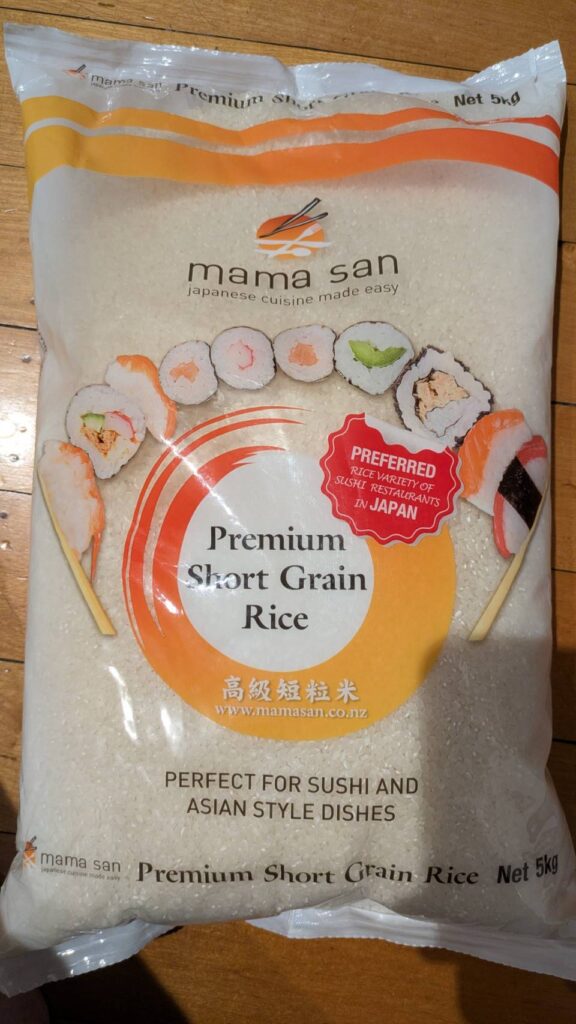 mama san
Premium Short Grain Rice Net 5kg
mama san
japanese cuisine made easy
PREFERRED
RICE VARIETY OF
SUSHI RESTAURANTS
IN JAPAN
Premium
Short Grain
Rice
高級短粒米
www.mamasan.co.nz
PERFECT FOR SUSHI AND
ASIAN STYLE DISHES
mama san
japanese cuisine made easy
Premium Short Grain Rice Net 5kg